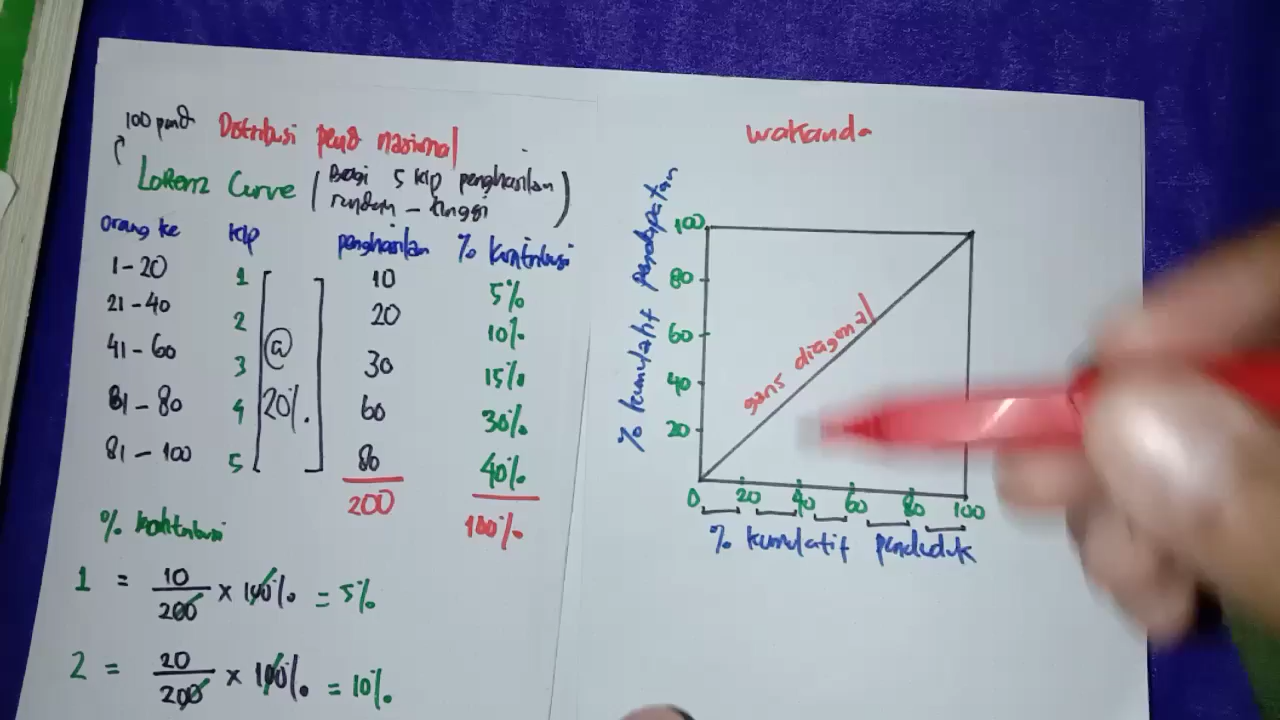 100 pend
Distribusi pend nasional
Lorenz Curve (Bagi 5 klp penghasilan
rendah - tinggi)
orang ke klp penghasilan % kontribusi
1-20 1 10 5%
21-40 2 20 10%
41-60 3 @ 30 15%
81-80 4 20%. 60 30%
81-100 5 80 40%
200 100%
% kontribusi
1 = 10/200 x 100% = 5%
2 = 20/200 x 100% = 10%
wakanda
% kumulatif pendapatan
100
80
60
40
20
garis diagonal
0 20 40 60 80 100
% kumulatif penduduk